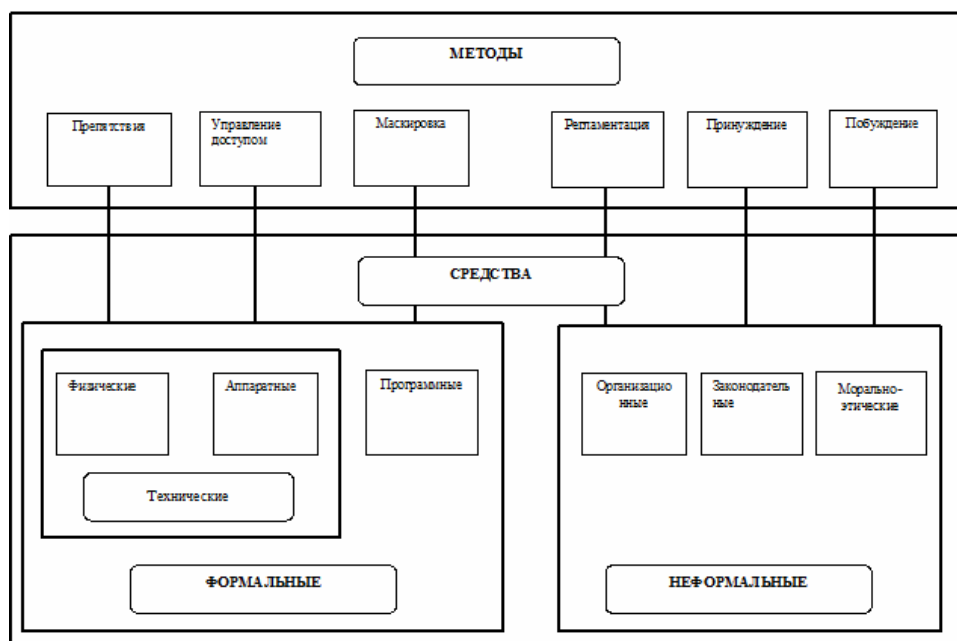 МЕТОДЫ
Препятствия
Управление
доступом
Маскировка
Регламентация
Принуждение
Побуждение
СРЕДСТВА
Физические
Аппаратные
Программные
Организацио
нные
Законодатель
ные
Морально-
этические
Технические
ФОРМАЛЬНЫЕ
НЕФОРМАЛЬНЫЕ